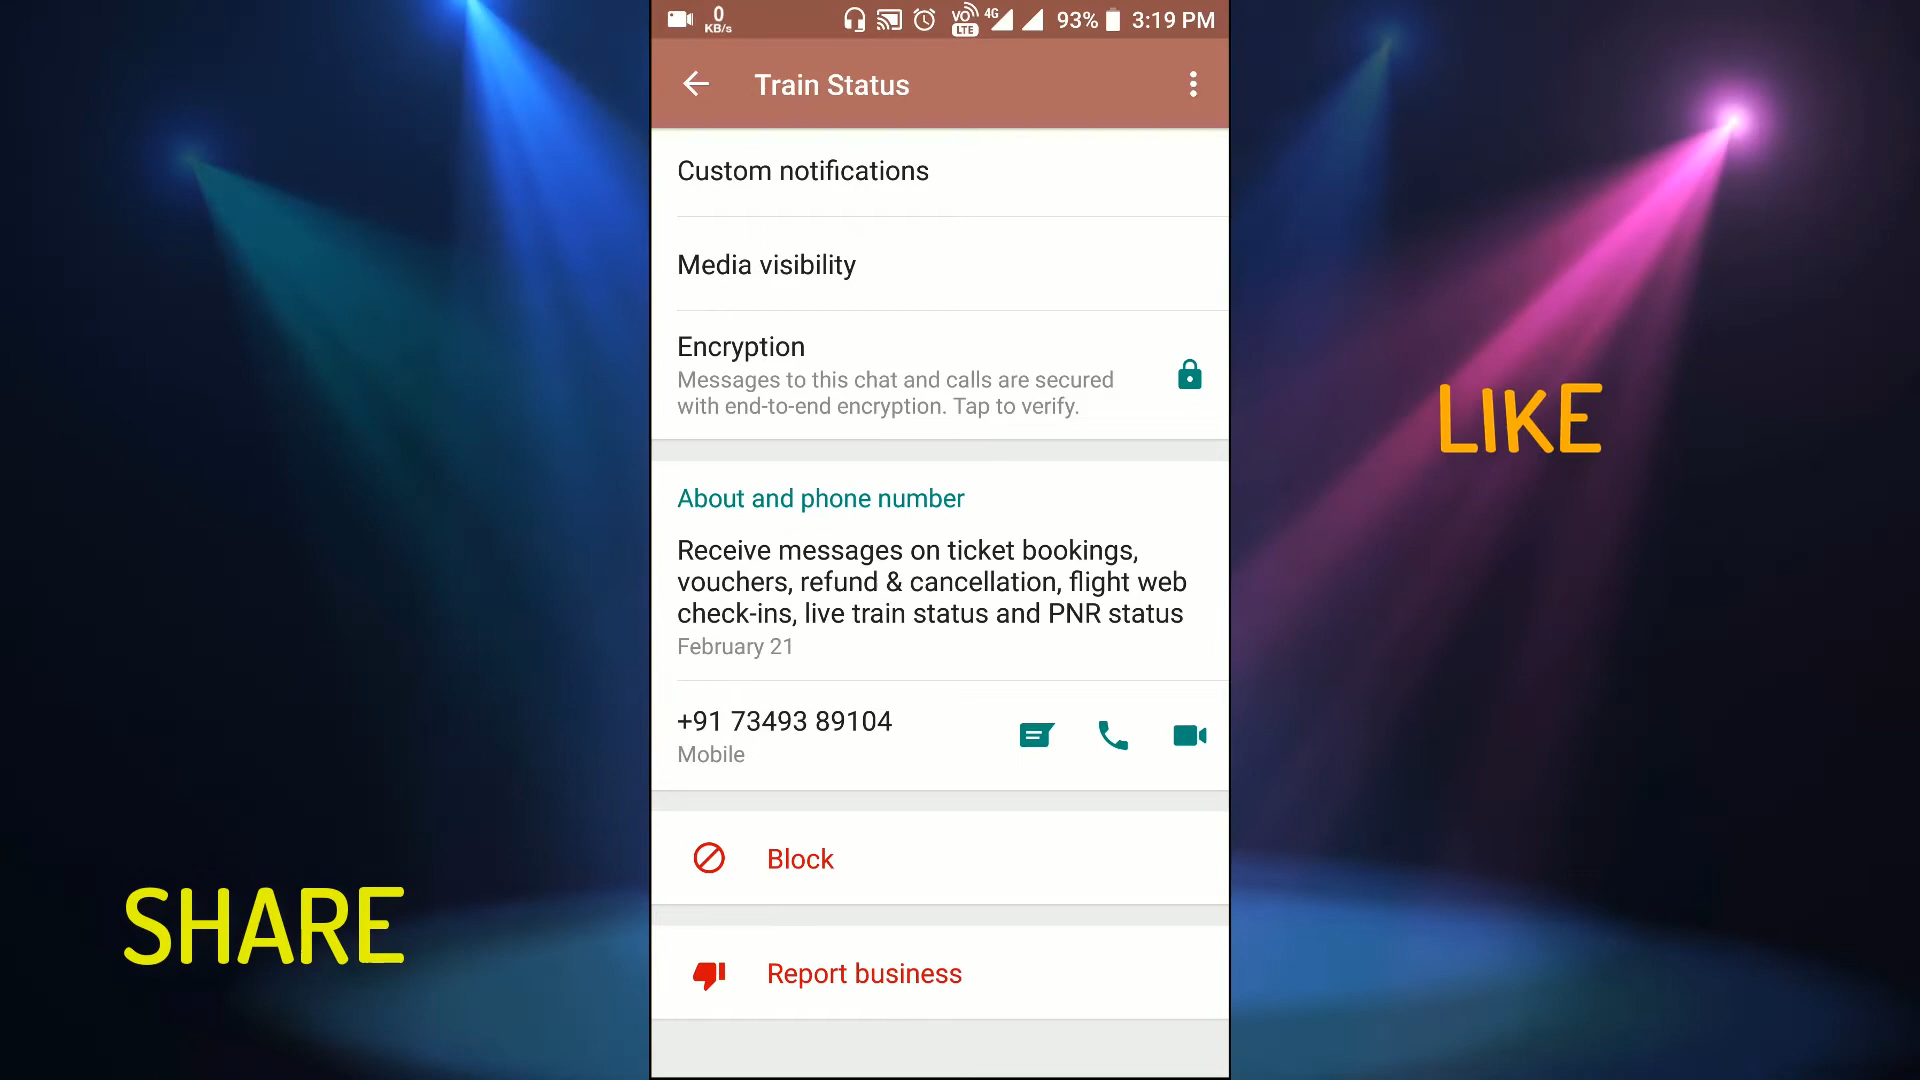 0
KB/s
VO
LTE
4G
93%
3:19 PM
Train Status
Custom notifications
Media visibility
Encryption
Messages to this chat and calls are secured
with end-to-end encryption. Tap to verify.
About and phone number
Receive messages on ticket bookings,
vouchers, refund & cancellation, flight web
check-ins, live train status and PNR status
February 21
+91 73493 89104
Mobile
Block
Report business
LIKE
SHARE